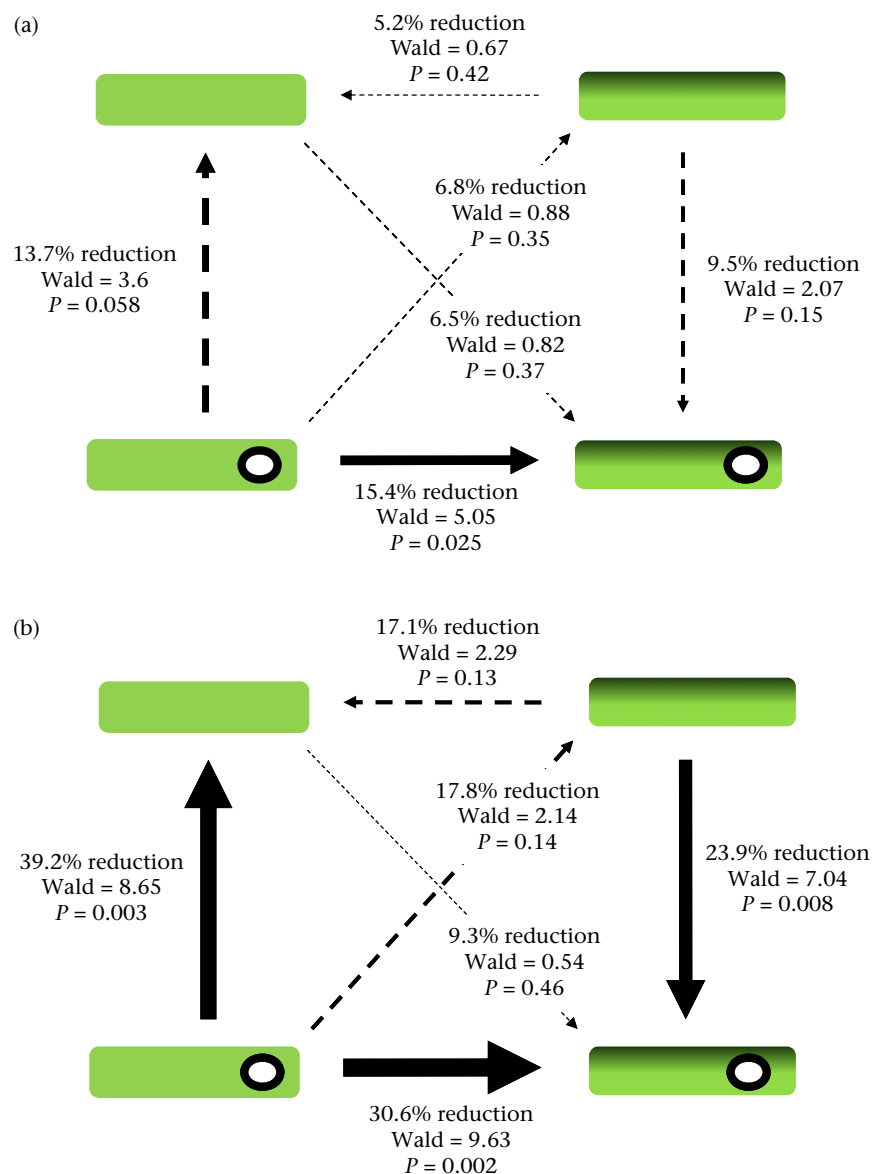 (a)
5.2% reduction
Wald = 0.67
P = 0.42
6.8% reduction
Wald = 0.88
P = 0.35
13.7% reduction
Wald = 3.6
P = 0.058
9.5% reduction
Wald = 2.07
P = 0.15
6.5% reduction
Wald = 0.82
P = 0.37
15.4% reduction
Wald = 5.05
P = 0.025
(b)
17.1% reduction
Wald = 2.29
P = 0.13
17.8% reduction
Wald = 2.14
P = 0.14
39.2% reduction
Wald = 8.65
P = 0.003
23.9% reduction
Wald = 7.04
P = 0.008
9.3% reduction
Wald = 0.54
P = 0.46
30.6% reduction
Wald = 9.63
P = 0.002